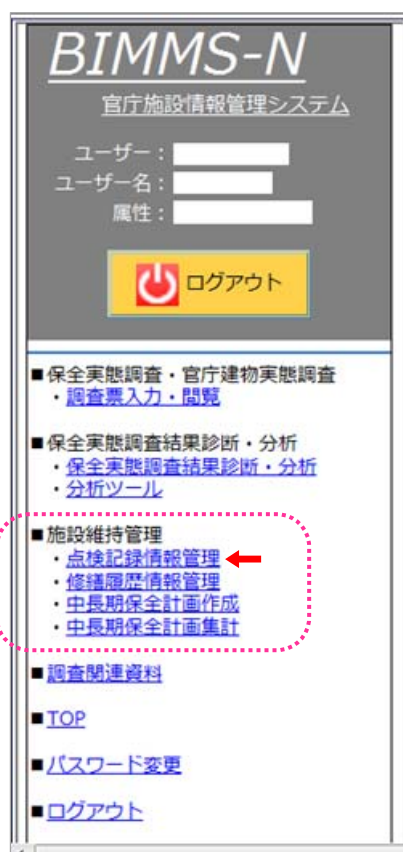 BIMMS-N
官庁施設情報管理システム
ユーザー：
ユーザー名：
属性：
ログアウト
■保全実態調査・官庁建物実態調査
・調査票入力・閲覧
■保全実態調査結果診断・分析
・保全実態調査結果診断・分析
・分析ツール
■施設維持管理
・点検記録情報管理
・修繕履歴情報管理
・中長期保全計画作成
・中長期保全計画集計
■調査関連資料
■TOP
■パスワード変更
■ログアウト